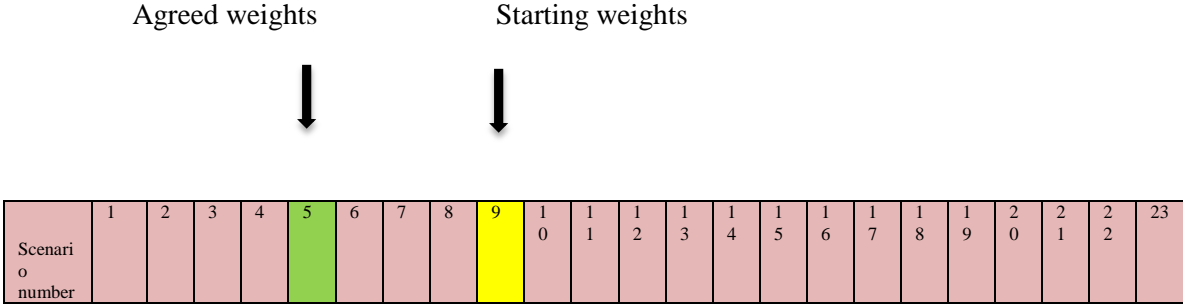 Agreed weights Starting weights
1 2 3 4 5 6 7 8 9 1 1 1 1 1 1 1 1 1 1 2 2 2 23
0 1 2 3 4 5 6 7 8 9 0 1 2
Scenari
o
number